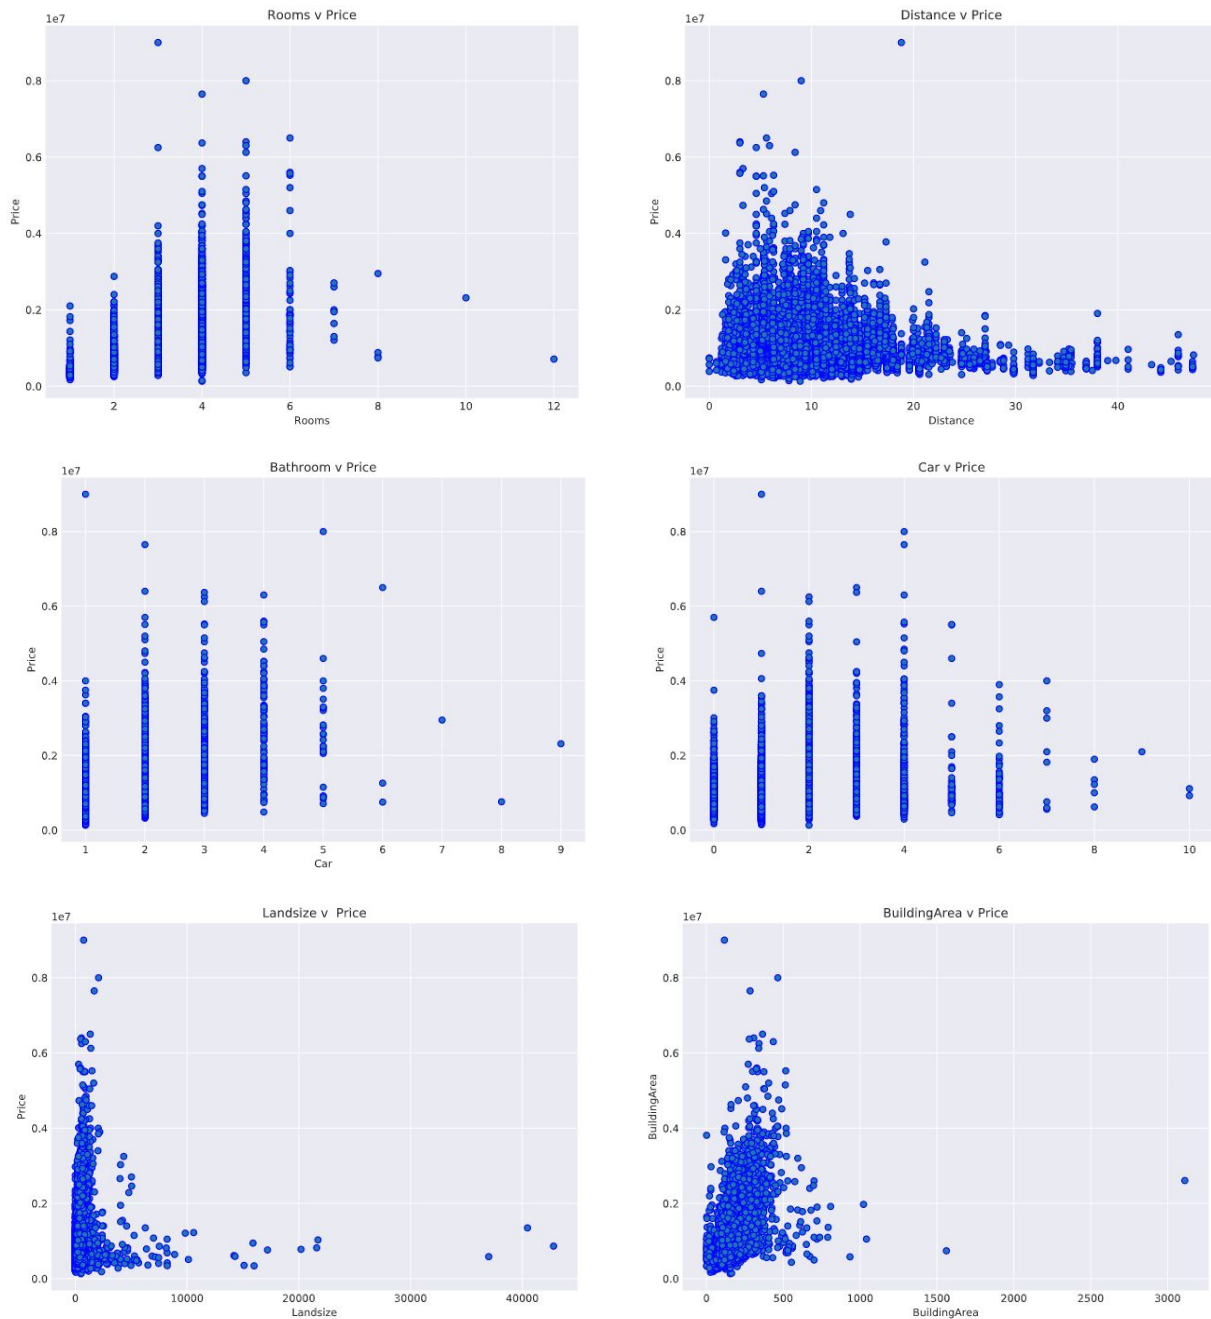 Rooms v Price
1e7
0.8
0.6
0.4
0.2
0.0
Price
2 4 6 8 10 12
Rooms
Distance v Price
1e7
0.8
0.6
0.4
0.2
0.0
Price
0 10 20 30 40
Distance
Bathroom v Price
1e7
0.8
0.6
0.4
0.2
0.0
Price
1 2 3 4 5 6 7 8 9
Car
Car v Price
1e7
0.8
0.6
0.4
0.2
0.0
Price
0 2 4 6 8 10
Landsize v  Price
1e7
0.8
0.6
0.4
0.2
0.0
Price
0 10000 20000 30000 40000
Landsize
BuildingArea v Price
1e7
0.8
0.6
0.4
0.2
0.0
BuildingArea
0 500 1000 1500 2000 2500 3000
BuildingArea